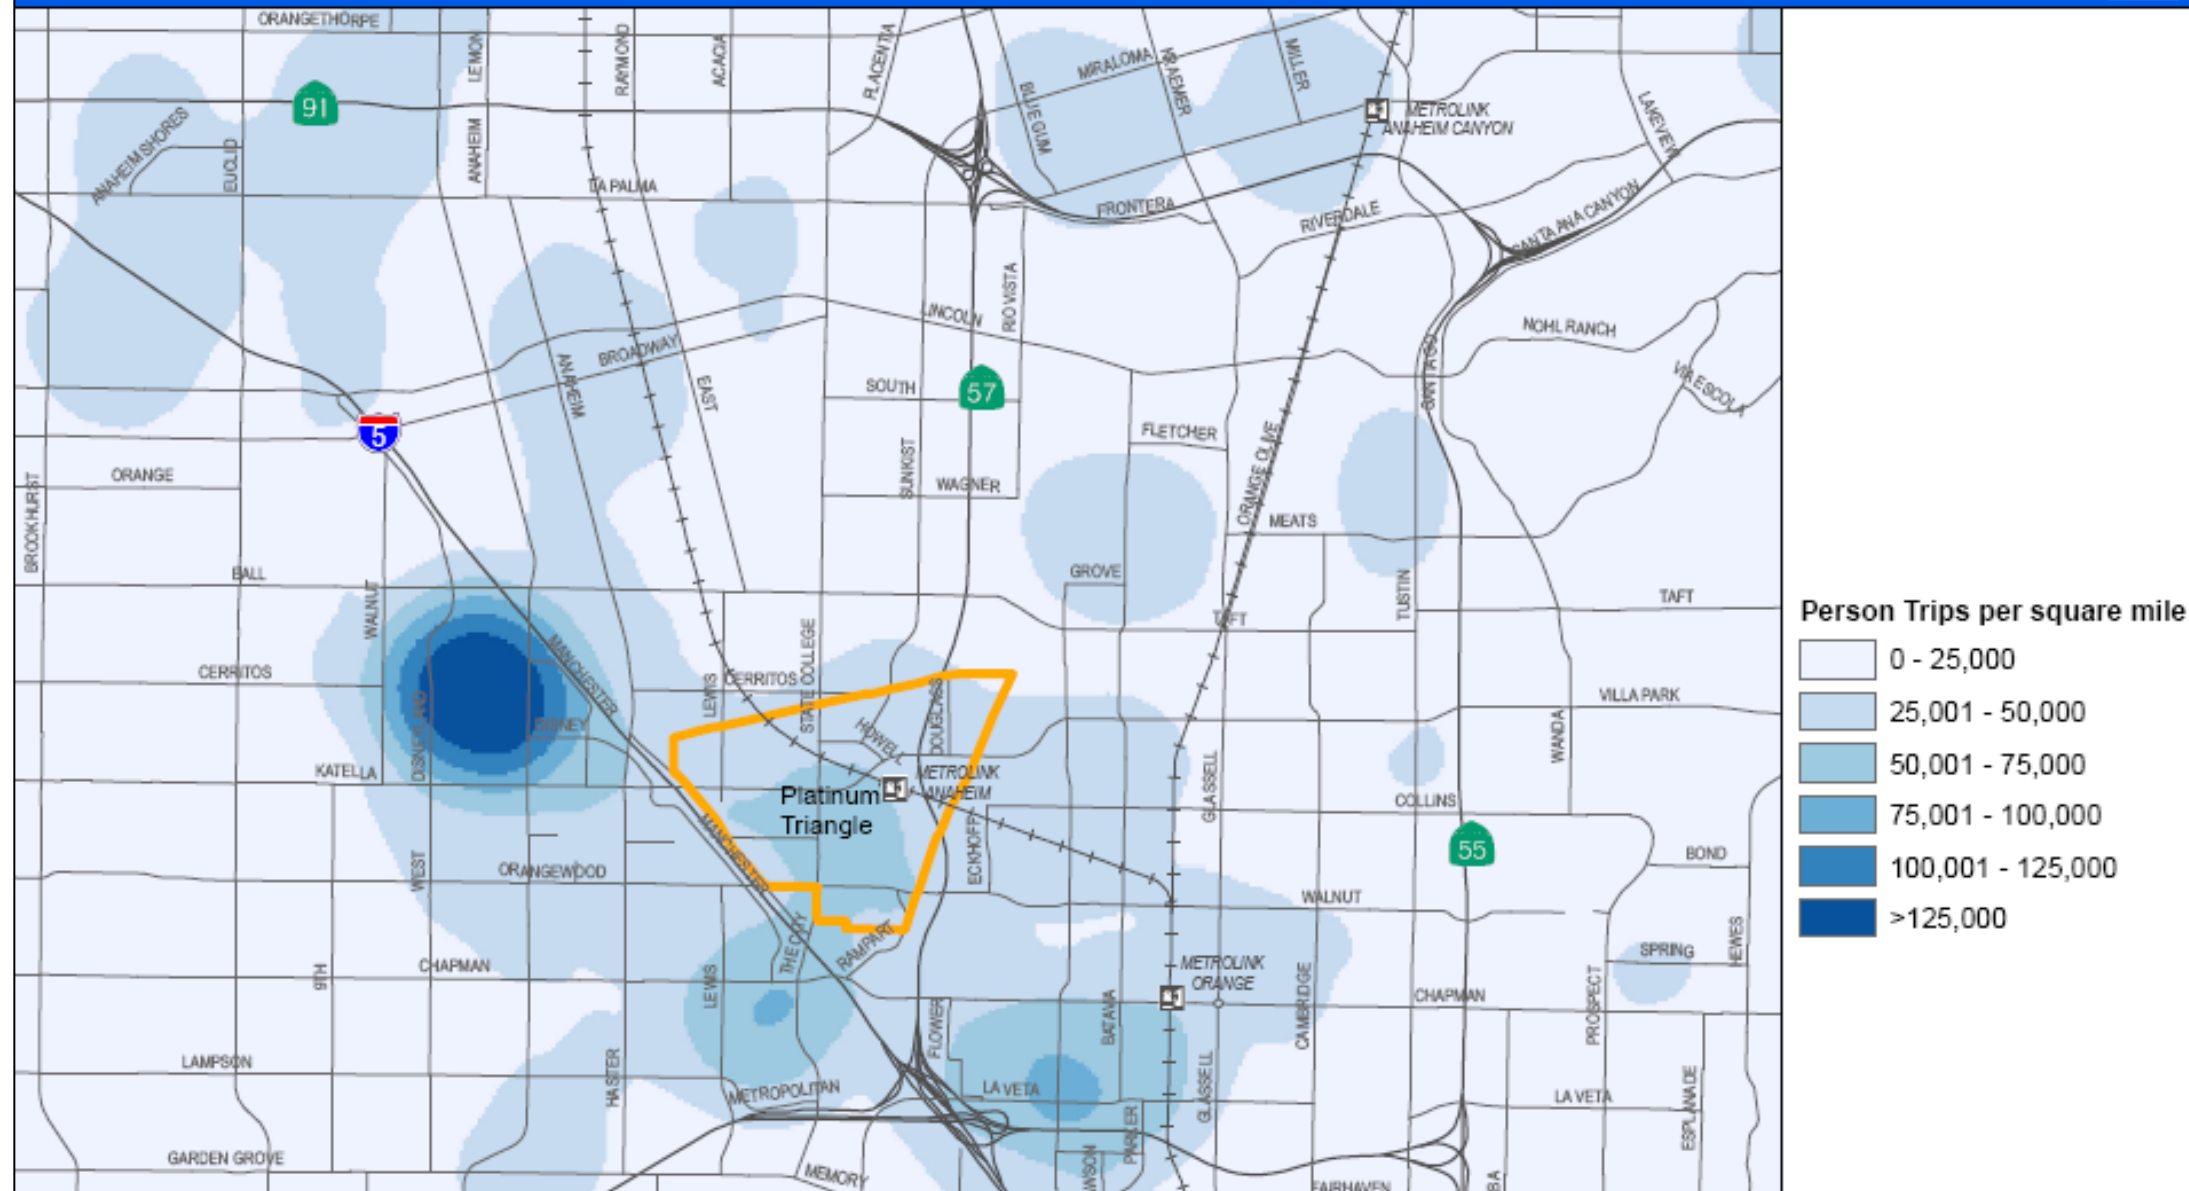 ORANGETHORPE
LEMON
RAYMOND
ACACIA
PLACENTIA
MIRALOMA
KRAEMER
MILLER
BLUE GUM
LAKEVIEW
91
METROLINK
ANAHEIM CANYON
ANAHEIM SHORES
EUCLID
ANAHEIM
LA PALMA
FRONTERA
RIVERDALE
SANTA ANA CANYON
LINCOLN
RIO VISTA
NOHL RANCH
BROADWAY
ANAHEIM
EAST
SOUTH
57
SANTIAGO
VIA ESCOLA
5
FLETCHER
ORANGE OLIVE
SUNKIST
WAGNER
ORANGE
BROOKHURST
MEATS
BALL
WALNUT
GROVE
TUSTIN
TAFT
TAFT
Person Trips per square mile
0 - 25,000
25,001 - 50,000
50,001 - 75,000
75,001 - 100,000
100,001 - 125,000
>125,000
CERRITOS
MANCHESTER
LEWIS
CERRITOS
STATE COLLEGE
DOUGLASS
VILLA PARK
DISNEYLAND
DISNEY
HOWELL
WANDA
KATELLA
METROLINK
ANAHEIM
GLASSELL
Platinum
Triangle
COLLINS
MANCHESTER
ECKHOFF
55
BOND
WEST
ORANGEWOOD
WALNUT
THE CITY
RAMPART
SPRING
HEWES
9TH
CHAPMAN
LEWIS
METROLINK
ORANGE
CHAPMAN
CAMBRIDGE
PROSPECT
FLOWER
BATAVIA
LAMPSON
HASTER
METROPOLITAN
LA VETA
GLASSELL
LA VETA
ESPLANADE
PARKER
GARDEN GROVE
MEMORY
FAIRHAVEN